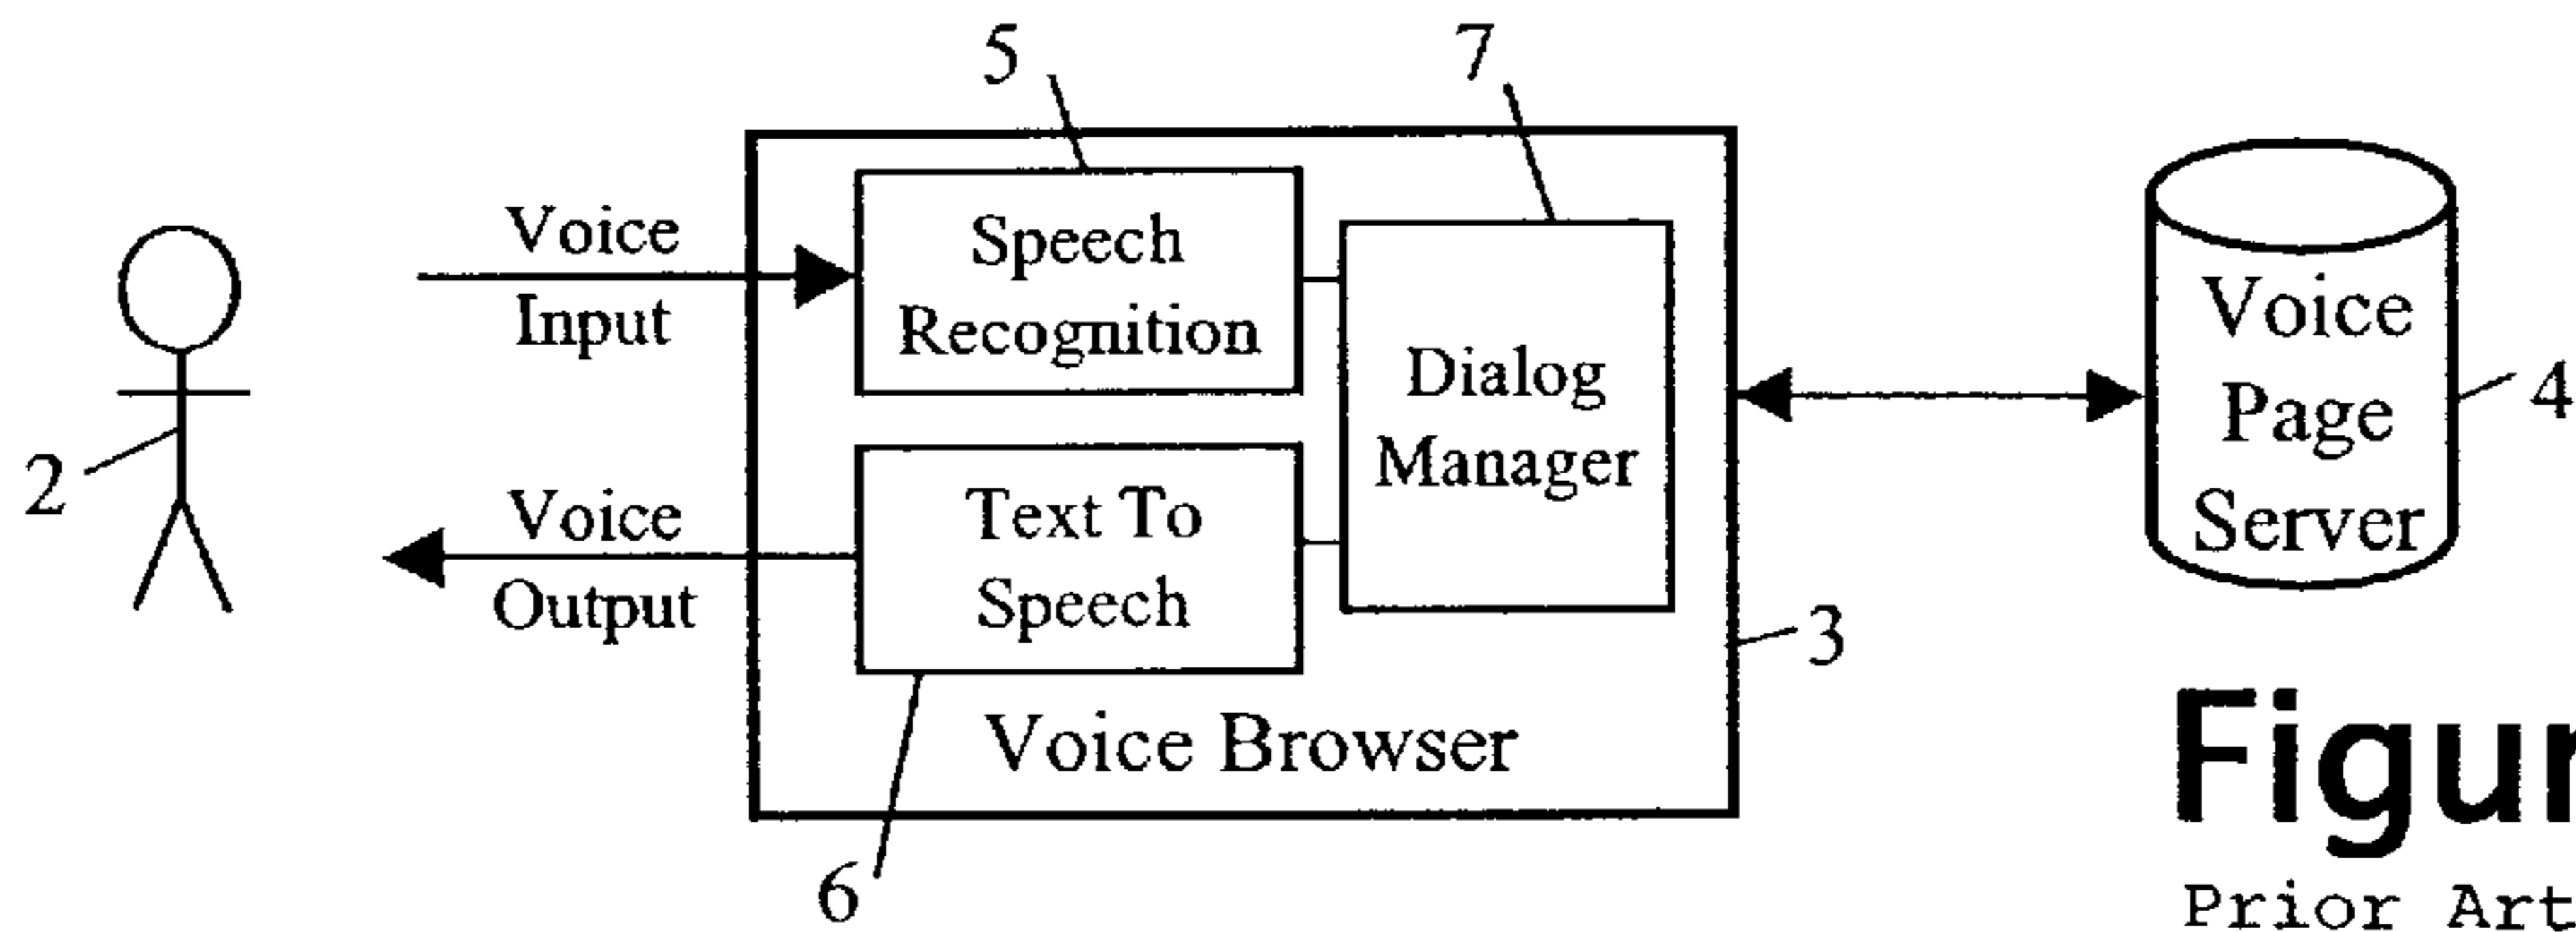 5
7
Voice
Input
Speech
Recognition
Dialog
Manager
Voice
Page
Server
4
2
Voice
Output
Text To
Speech
3
Voice Browser
6
Figur
Prior Art